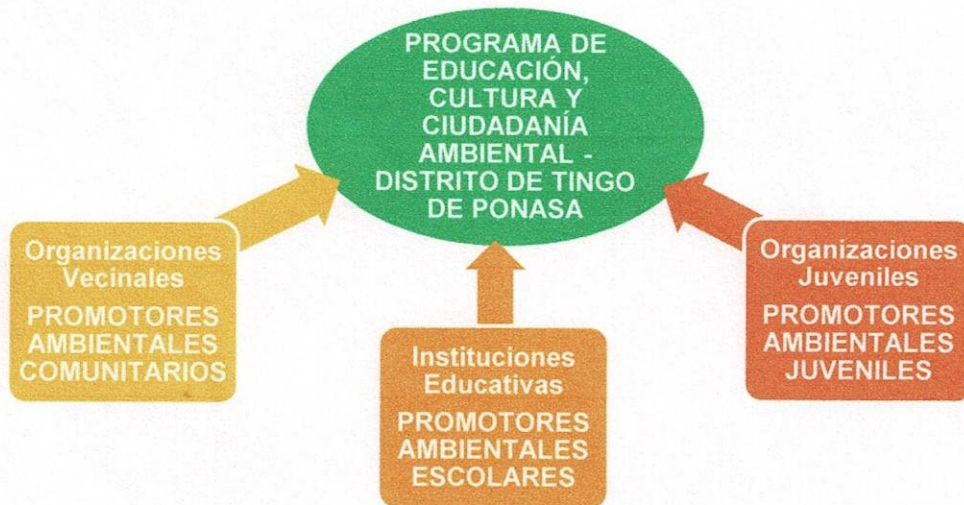 PROGRAMA DE
EDUCACIÓN,
CULTURA Y
CIUDADANÍA
AMBIENTAL -
DISTRITO DE TINGO
DE PONASA
Organizaciones
Vecinales
PROMOTORES
AMBIENTALES
COMUNITARIOS
Instituciones
Educativas
PROMOTORES
AMBIENTALES
ESCOLARES
Organizaciones
Juveniles
PROMOTORES
AMBIENTALES
JUVENILES